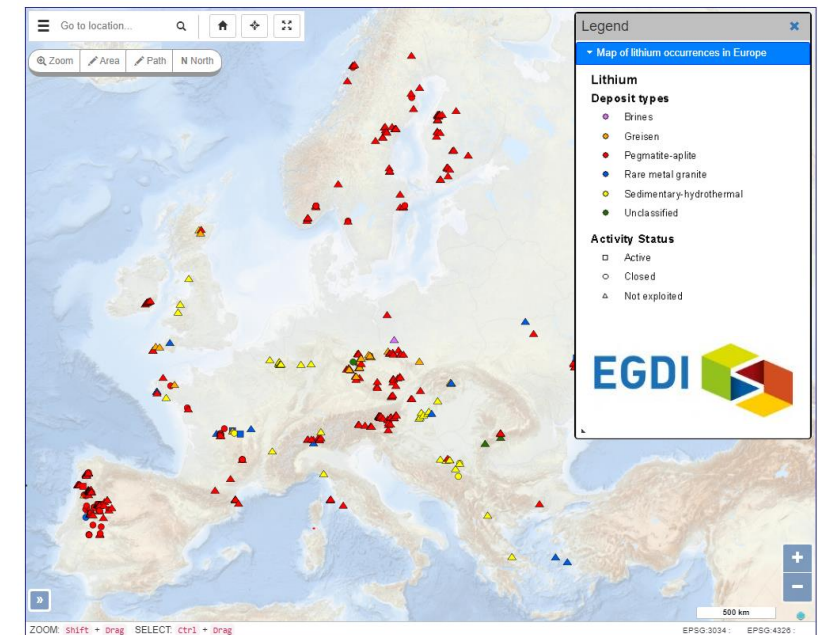 Go to location...
Zoom
Area
Path
N North
Legend
Map of lithium occurrences in Europe
Lithium
Deposit types
Brines
Greisen
Pegmatite-aplite
Rare metal granite
Sedimentary-hydrothermal
Unclassified
Activity Status
Active
Closed
Not exploited
EGDI
+
−
»
500 km
ZOOM: Shift + Drag SELECT: Ctrl + Drag
EPSG:3034 : EPSG:4326 :